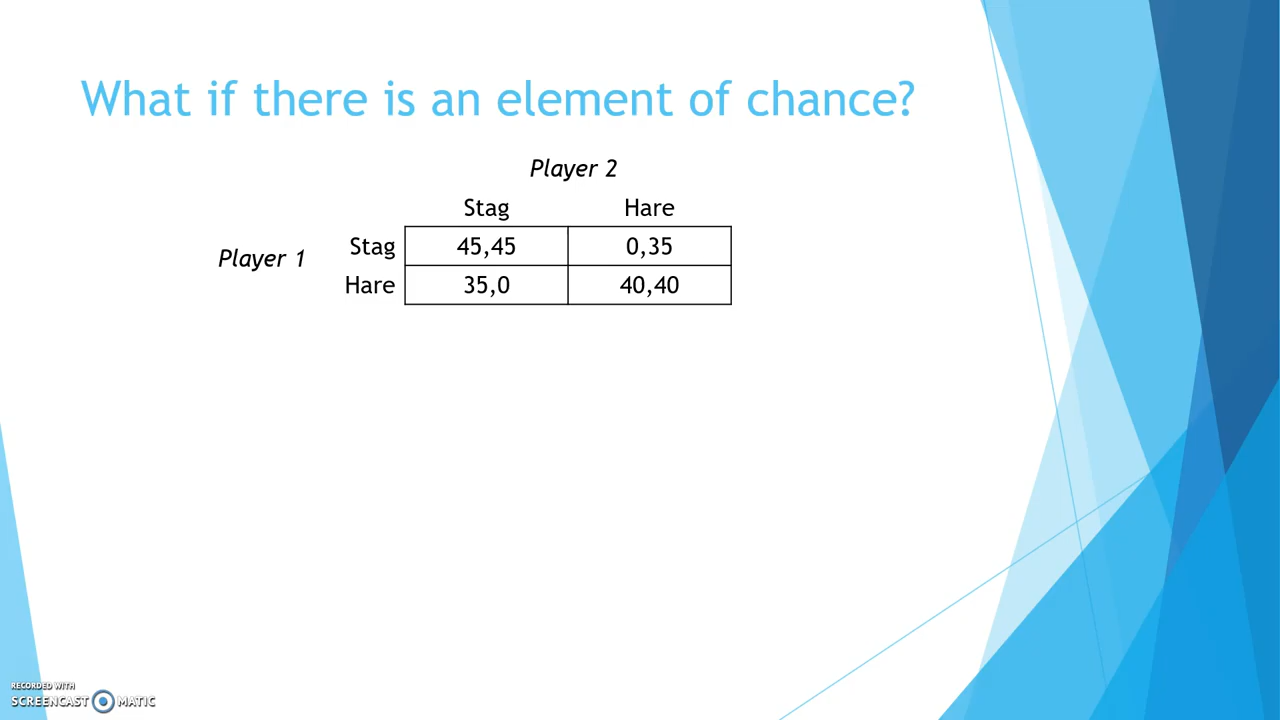 What if there is an element of chance?
Player 2
Stag Hare
Player 1
Stag 45,45 0,35
Hare 35,0 40,40
RECORDED WITH
SCREENCAST MATIC